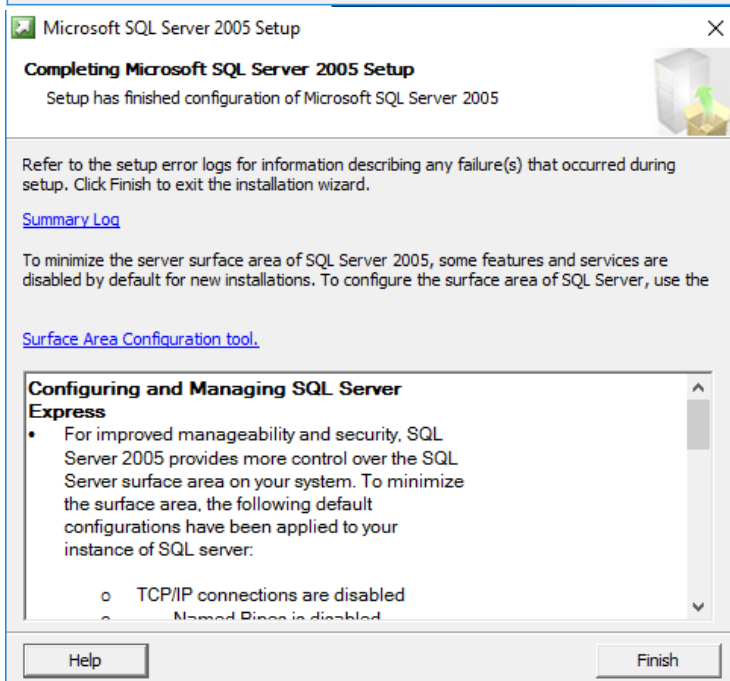 Microsoft SQL Server 2005 Setup
Completing Microsoft SQL Server 2005 Setup
Setup has finished configuration of Microsoft SQL Server 2005
Refer to the setup error logs for information describing any failure(s) that occurred during
setup. Click Finish to exit the installation wizard.
Summary Log
To minimize the server surface area of SQL Server 2005, some features and services are
disabled by default for new installations. To configure the surface area of SQL Server, use the
Surface Area Configuration tool.
Configuring and Managing SQL Server
Express
• For improved manageability and security, SQL
Server 2005 provides more control over the SQL
Server surface area on your system. To minimize
the surface area, the following default
configurations have been applied to your
instance of SQL server:
o TCP/IP connections are disabled
o Named Pipes is disabled
Help
Finish